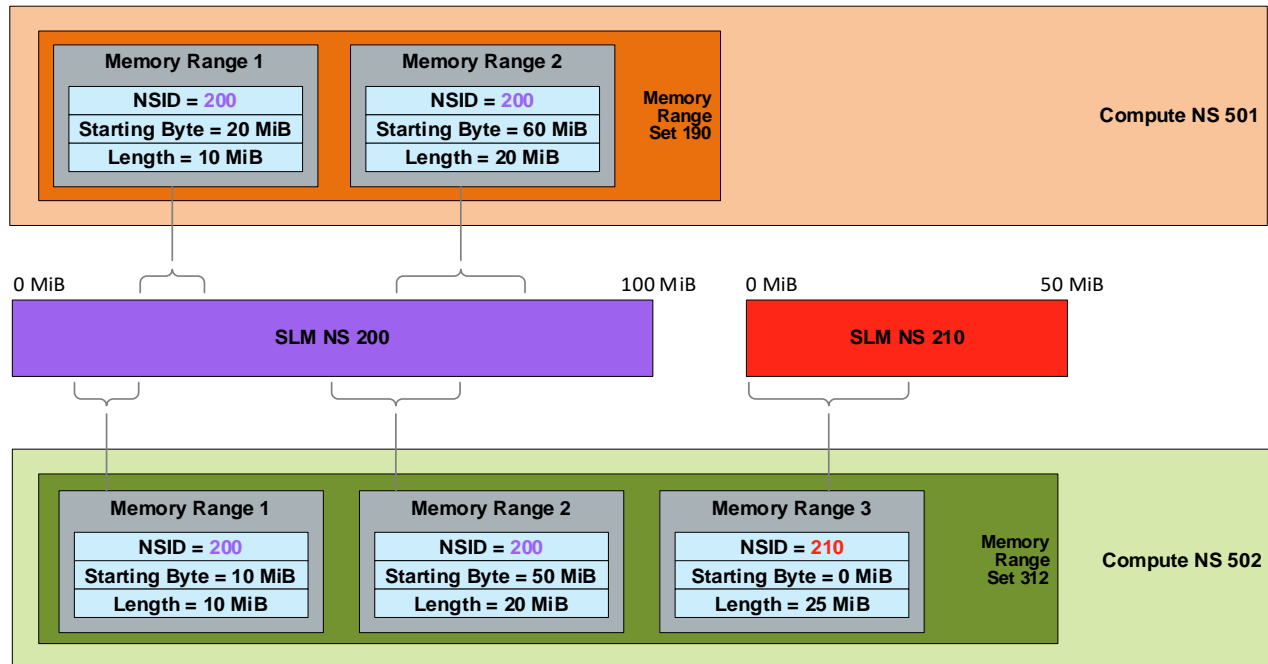 Memory Range 1
NSID = 200
Starting Byte = 20 MiB
Length = 10 MiB
Memory Range 2
NSID = 200
Starting Byte = 60 MiB
Length = 20 MiB
Memory
Range
Set 190
Compute NS 501
0 MiB
100 MiB
0 MiB
50 MiB
SLM NS 200
SLM NS 210
Memory Range 1
NSID = 200
Starting Byte = 10 MiB
Length = 10 MiB
Memory Range 2
NSID = 200
Starting Byte = 50 MiB
Length = 20 MiB
Memory Range 3
NSID = 210
Starting Byte = 0 MiB
Length = 25 MiB
Memory
Range
Set 312
Compute NS 502